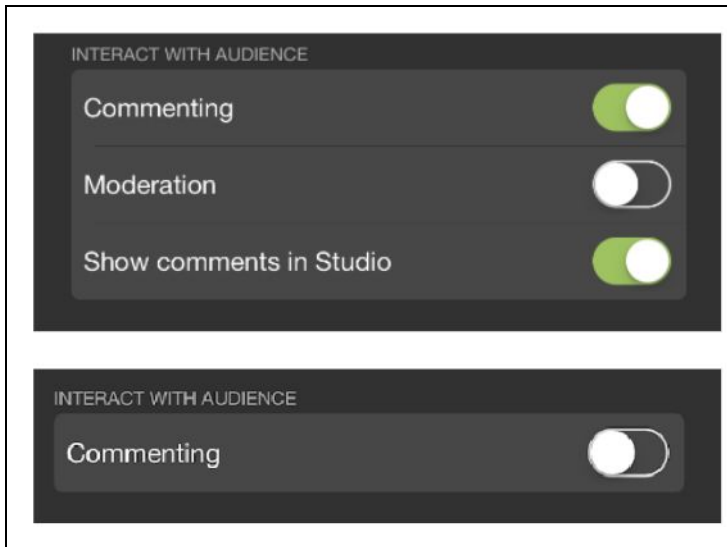 INTERACT WITH AUDIENCE
Commenting
Moderation
Show comments in Studio
INTERACT WITH AUDIENCE
Commenting